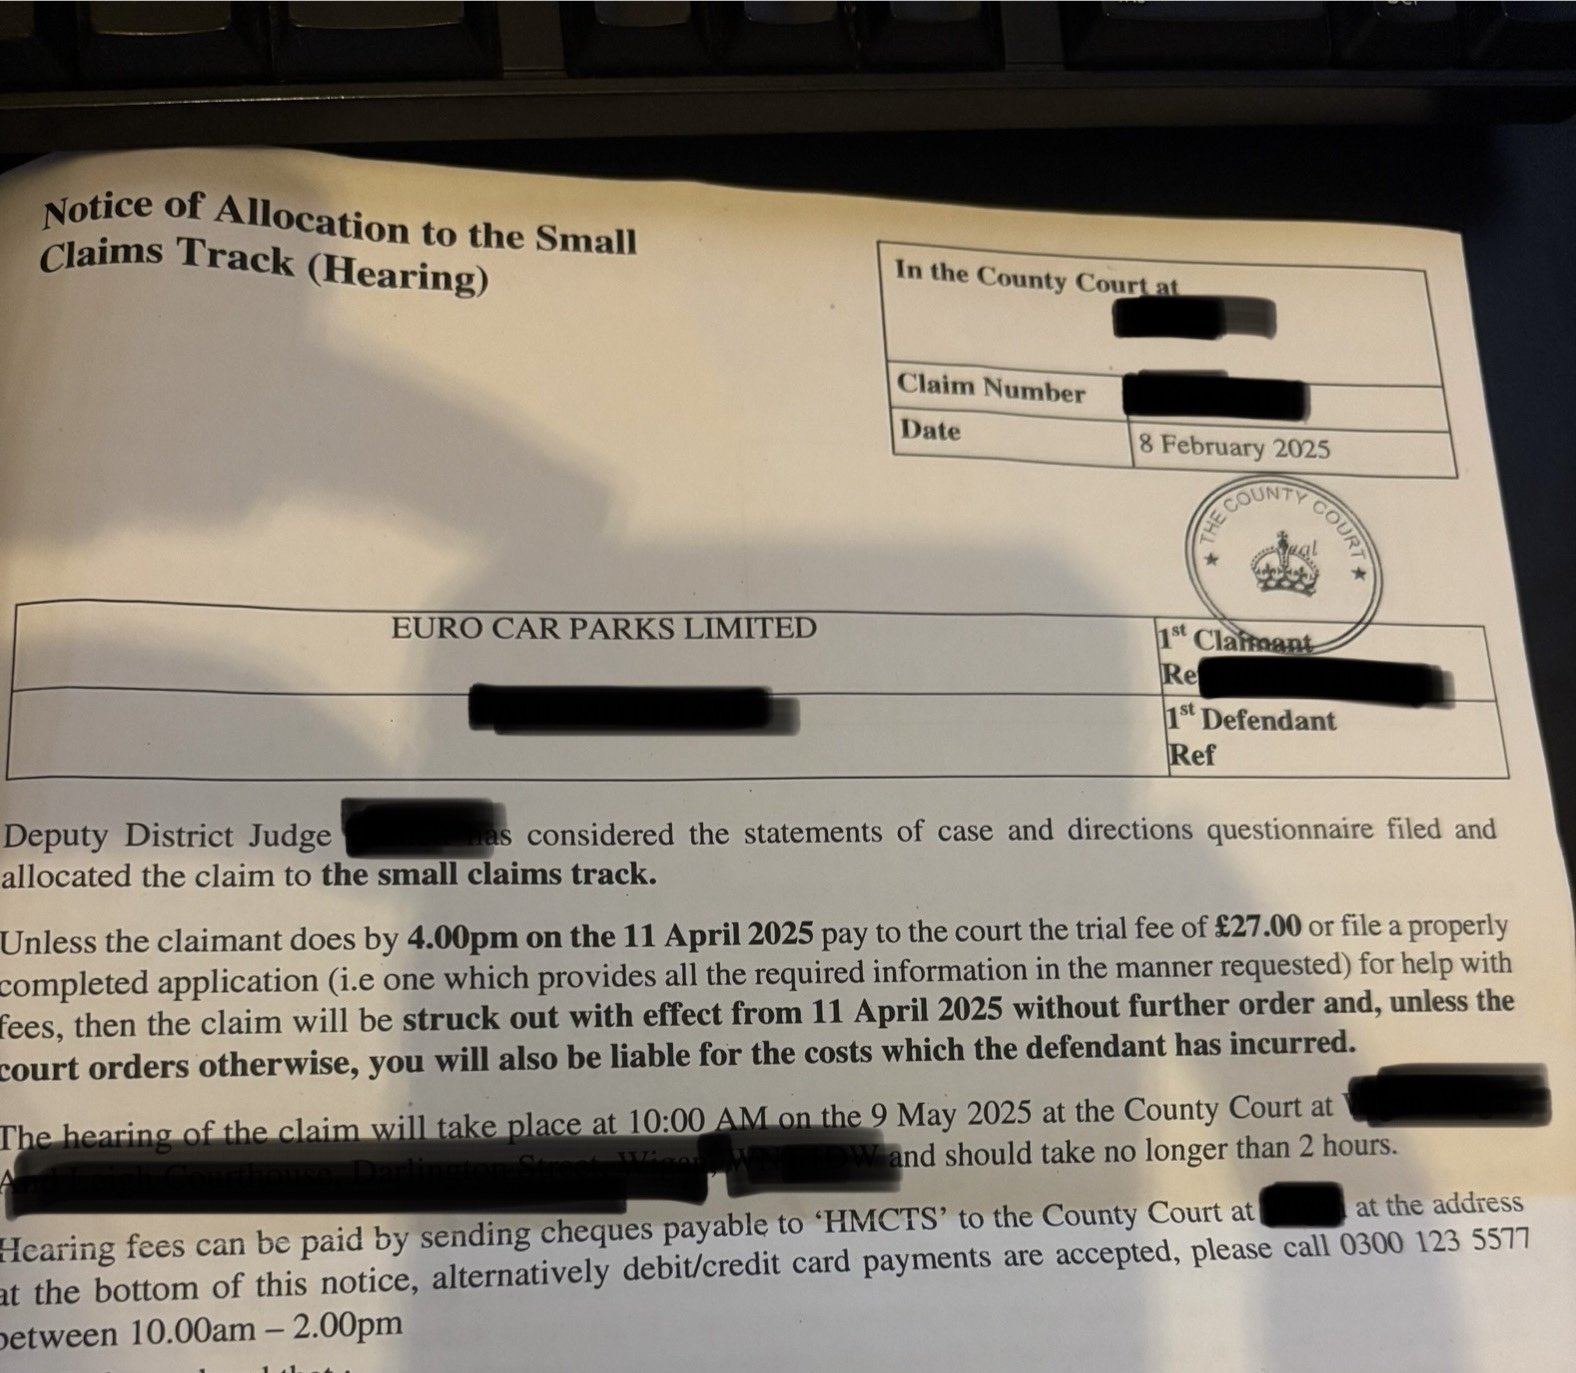 Notice of Allocation to the Small
Claims Track (Hearing)
In the County Court at
Claim Number
Date 8 February 2025
THE COUNTY COURT
EURO CAR PARKS LIMITED
1st Claimant
Re
1st Defendant
Ref
Deputy District Judge has considered the statements of case and directions questionnaire filed and
allocated the claim to the small claims track.
Unless the claimant does by 4.00pm on the 11 April 2025 pay to the court the trial fee of £27.00 or file a properly
completed application (i.e one which provides all the required information in the manner requested) for help with
fees, then the claim will be struck out with effect from 11 April 2025 without further order and, unless the
court orders otherwise, you will also be liable for the costs which the defendant has incurred.
The hearing of the claim will take place at 10:00 AM on the 9 May 2025 at the County Court at
and should take no longer than 2 hours.
Hearing fees can be paid by sending cheques payable to ‘HMCTS’ to the County Court at at the address
at the bottom of this notice, alternatively debit/credit card payments are accepted, please call 0300 123 5577
between 10.00am – 2.00pm